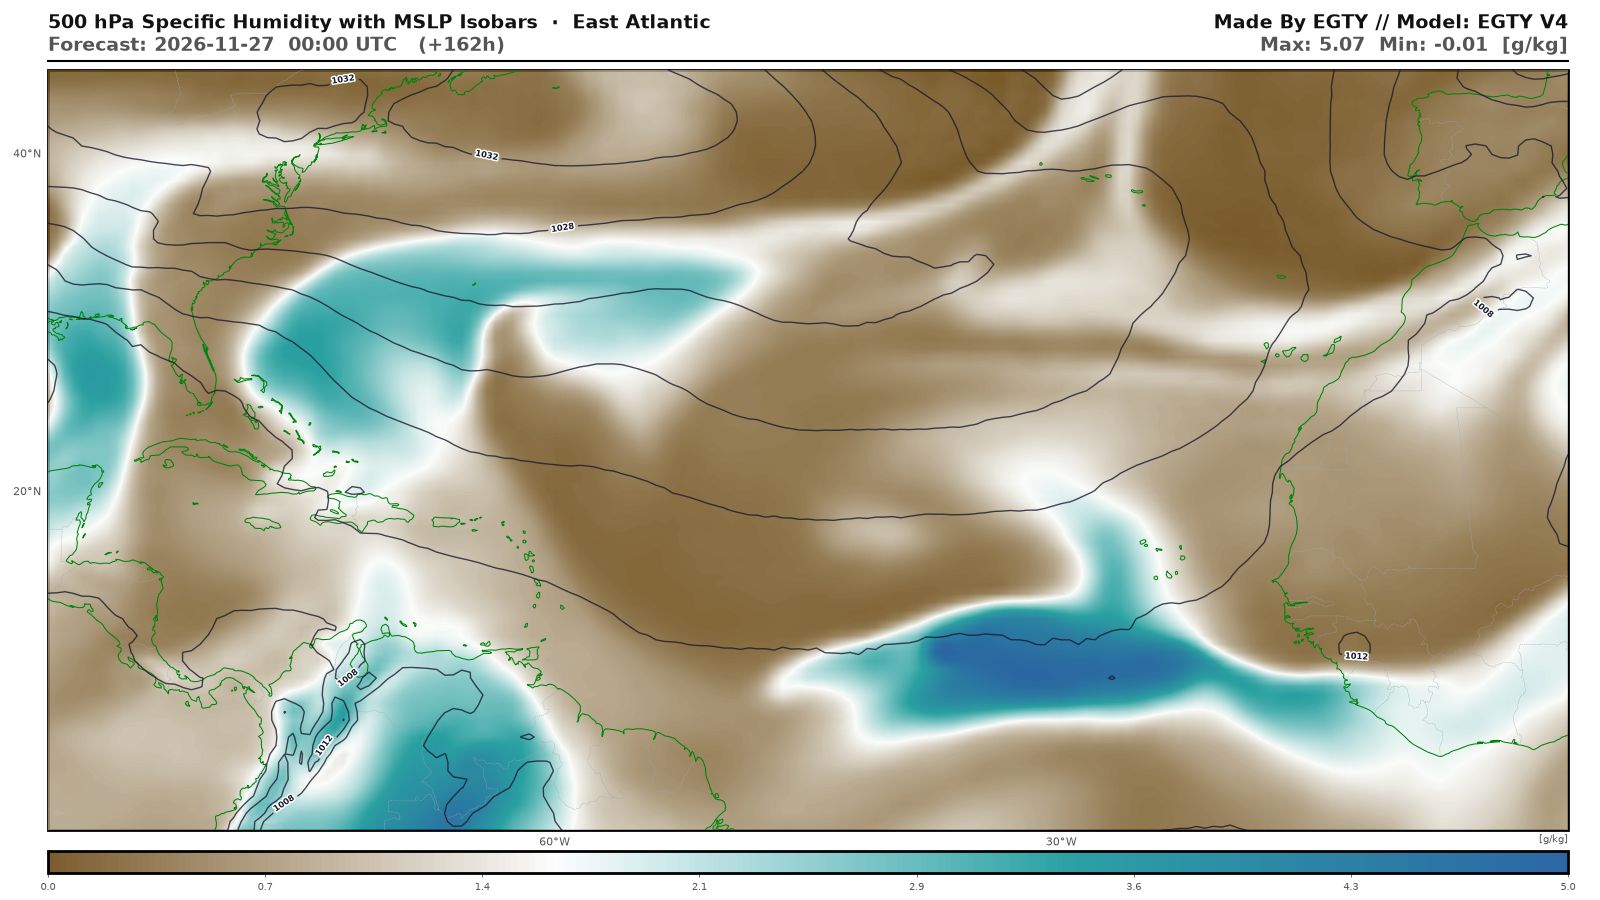 500 hPa Specific Humidity with MSLP Isobars · East Atlantic
Made By EGTY // Model: EGTY V4
Forecast: 2026-11-27 00:00 UTC (+162h)
Max: 5.07 Min: -0.01 [g/kg]
1032
1032
40°N
1028
1008
20°N
1012
1008
1012
1008
60°W
30°W
[g/kg]
0.0
0.7
1.4
2.1
2.9
3.6
4.3
5.0